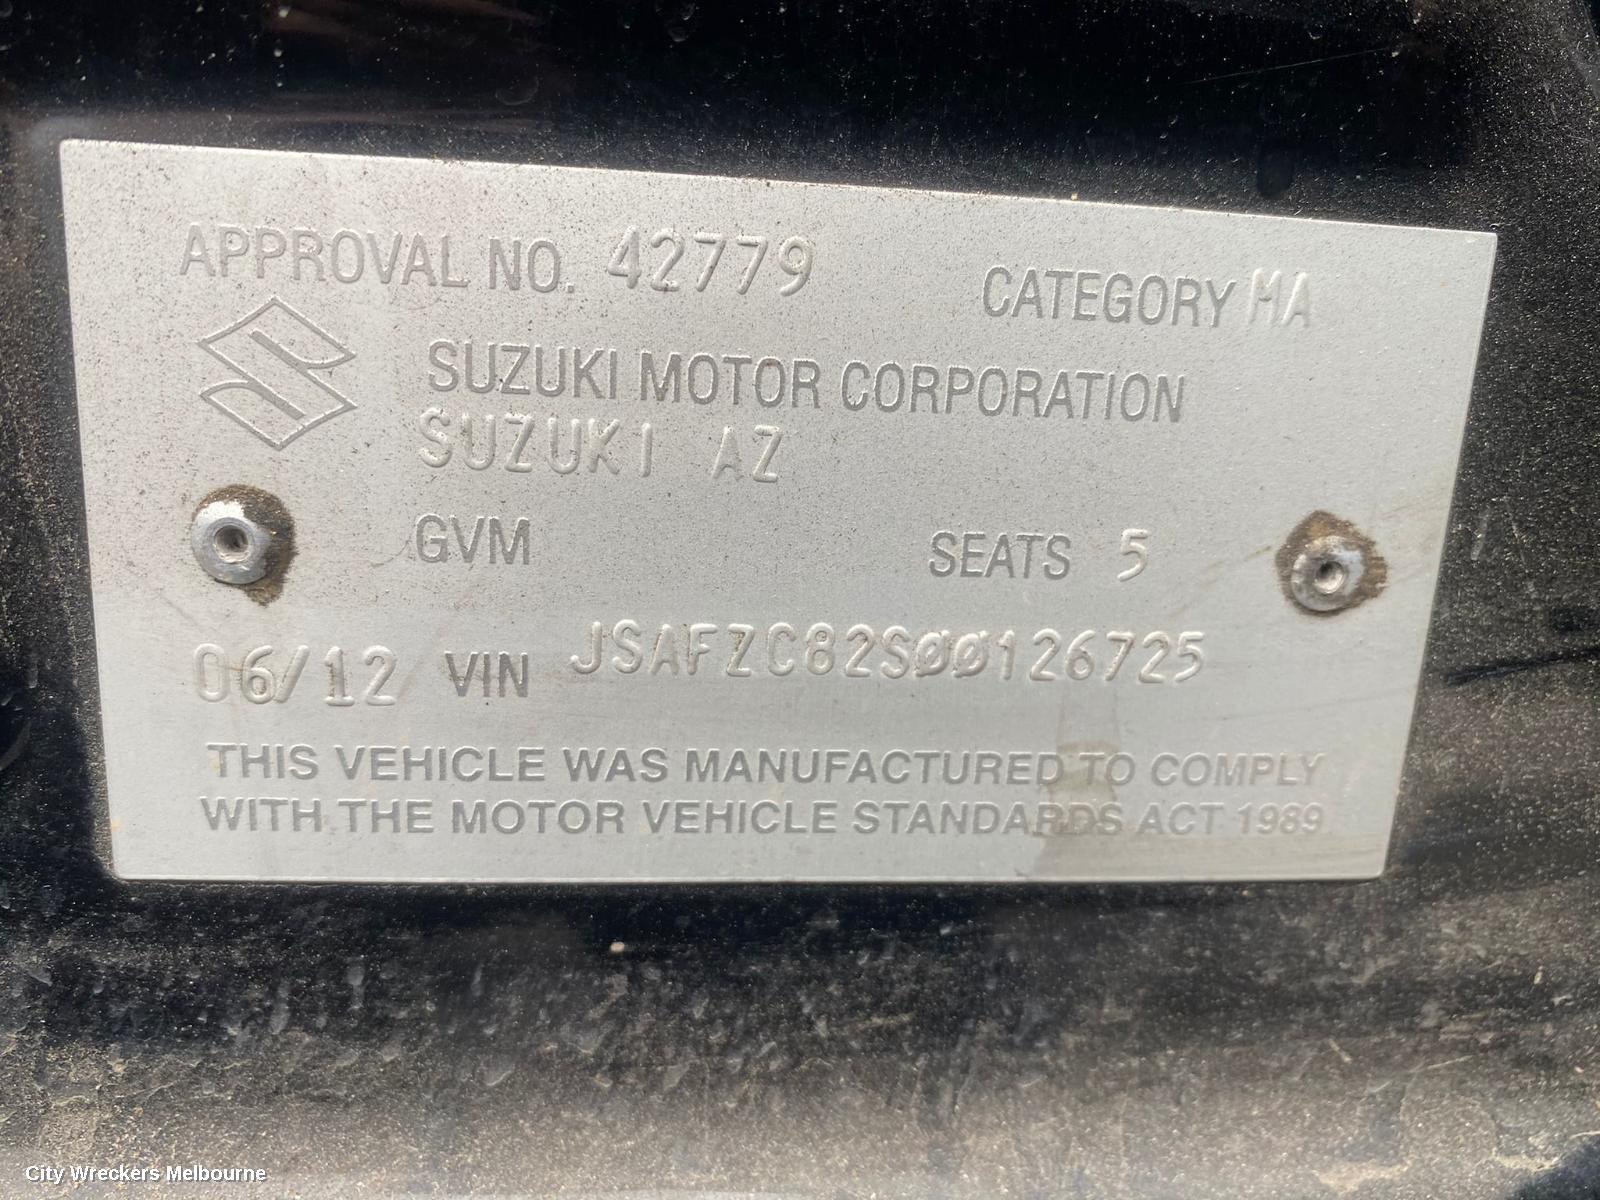 APPROVAL NO. 42779 CATEGORY MA
SUZUKI MOTOR CORPORATION
SUZUKI AZ
GVM SEATS 5
06/12 VIN JSAFZC82S00126725
THIS VEHICLE WAS MANUFACTURED TO COMPLY
WITH THE MOTOR VEHICLE STANDARDS ACT 1989
City Wreckers Melbourne